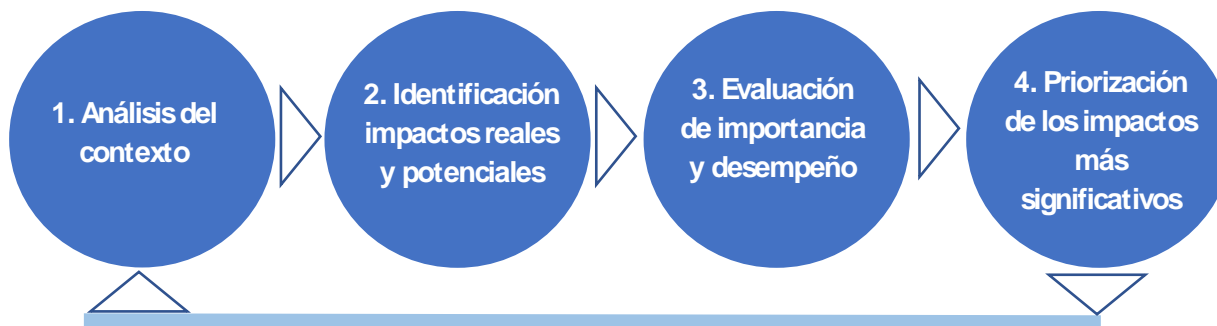 1. Análisis del
contexto
2. Identificación
impactos reales
y potenciales
3. Evaluación
de importancia
y desempeño
4. Priorización
de los impactos
más
significativos